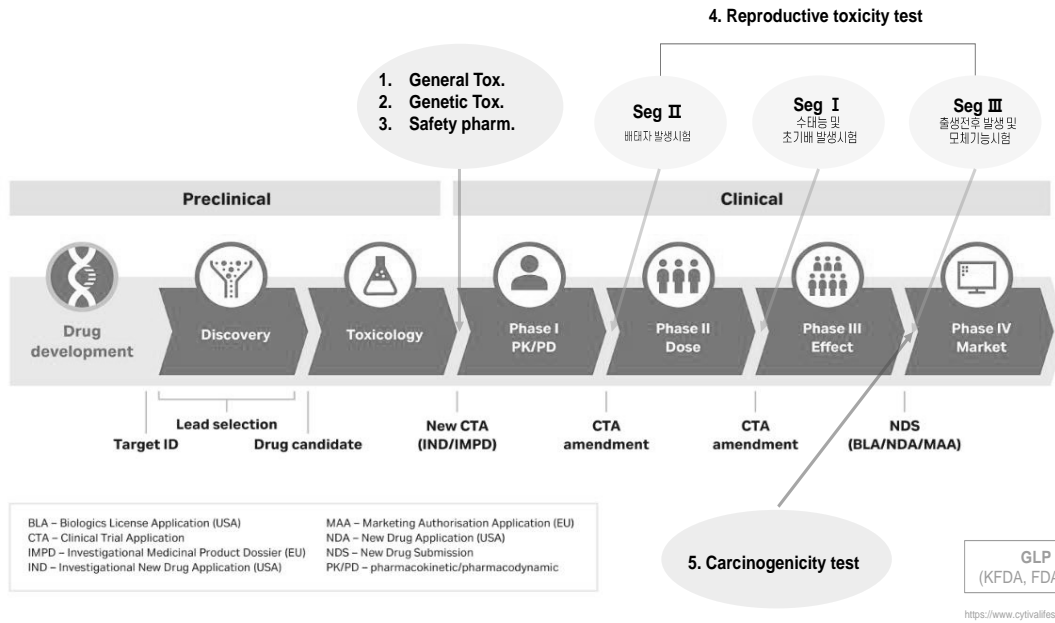 4. Reproductive toxicity test
1. General Tox.
2. Genetic Tox.
3. Safety pharm.
Seg Ⅱ
배태자 발생시험
Seg Ⅰ
수태능 및
초기배 발생시험
Seg Ⅲ
출생전후 발생 및
모체기능시험
Preclinical
Clinical
Drug
development
Discovery
Toxicology
Phase I
PK/PD
Phase II
Dose
Phase III
Effect
Phase IV
Market
Target ID
Lead selection
Drug candidate
New CTA
(IND/IMPD)
CTA
amendment
CTA
amendment
NDS
(BLA/NDA/MAA)
BLA – Biologics License Application (USA)
CTA – Clinical Trial Application
IMPD – Investigational Medicinal Product Dossier (EU)
IND – Investigational New Drug Application (USA)
MAA – Marketing Authorisation Application (EU)
NDA – New Drug Application (USA)
NDS – New Drug Submission
PK/PD – pharmacokinetic/pharmacodynamic
5. Carcinogenicity test
GLP
(KFDA, FDA
https://www.cytivalifes